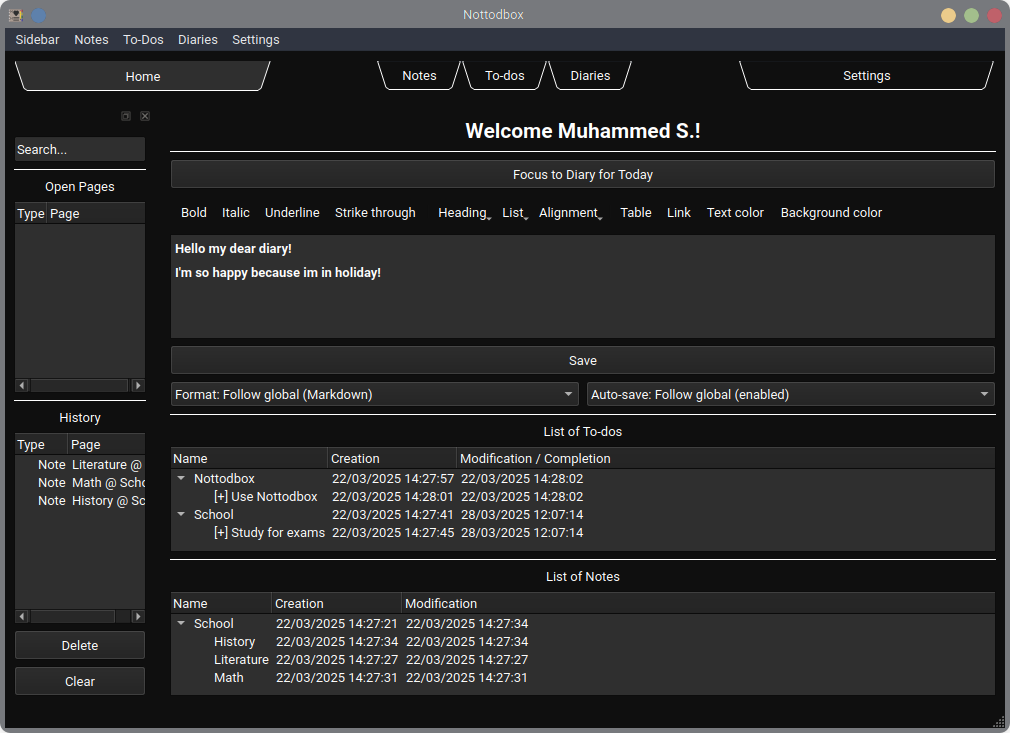 Nottodbox
Sidebar Notes To-Dos Diaries Settings
Home Notes To-dos Diaries Settings
Welcome Muhammed S.!
Search...
Focus to Diary for Today
Open Pages
Type Page
Bold Italic Underline Strike through Heading List Alignment Table Link Text color Background color
Hello my dear diary!
I'm so happy because im in holiday!
Save
Format: Follow global (Markdown) Auto-save: Follow global (enabled)
History
Type Page
Note Literature @
Note Math @ Scho
Note History @ Sc
Delete
Clear
List of To-dos
Name Creation Modification / Completion
Nottodbox 22/03/2025 14:27:57 22/03/2025 14:28:02
[+] Use Nottodbox 22/03/2025 14:28:01 22/03/2025 14:28:02
School 22/03/2025 14:27:41 28/03/2025 12:07:14
[+] Study for exams 22/03/2025 14:27:45 28/03/2025 12:07:14
List of Notes
Name Creation Modification
School 22/03/2025 14:27:21 22/03/2025 14:27:34
History 22/03/2025 14:27:34 22/03/2025 14:27:34
Literature 22/03/2025 14:27:27 22/03/2025 14:27:27
Math 22/03/2025 14:27:31 22/03/2025 14:27:31